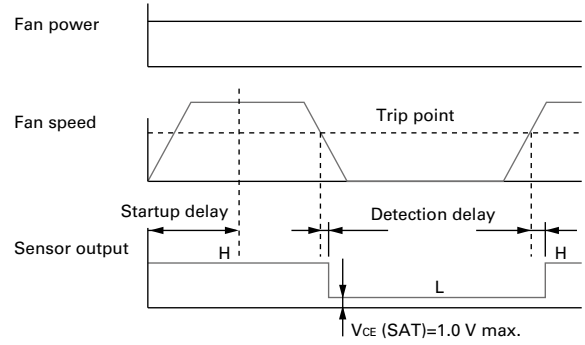 Fan power
Fan speed
Trip point
Startup delay
Detection delay
Sensor output
H
H
L
VCE (SAT)=1.0 V max.